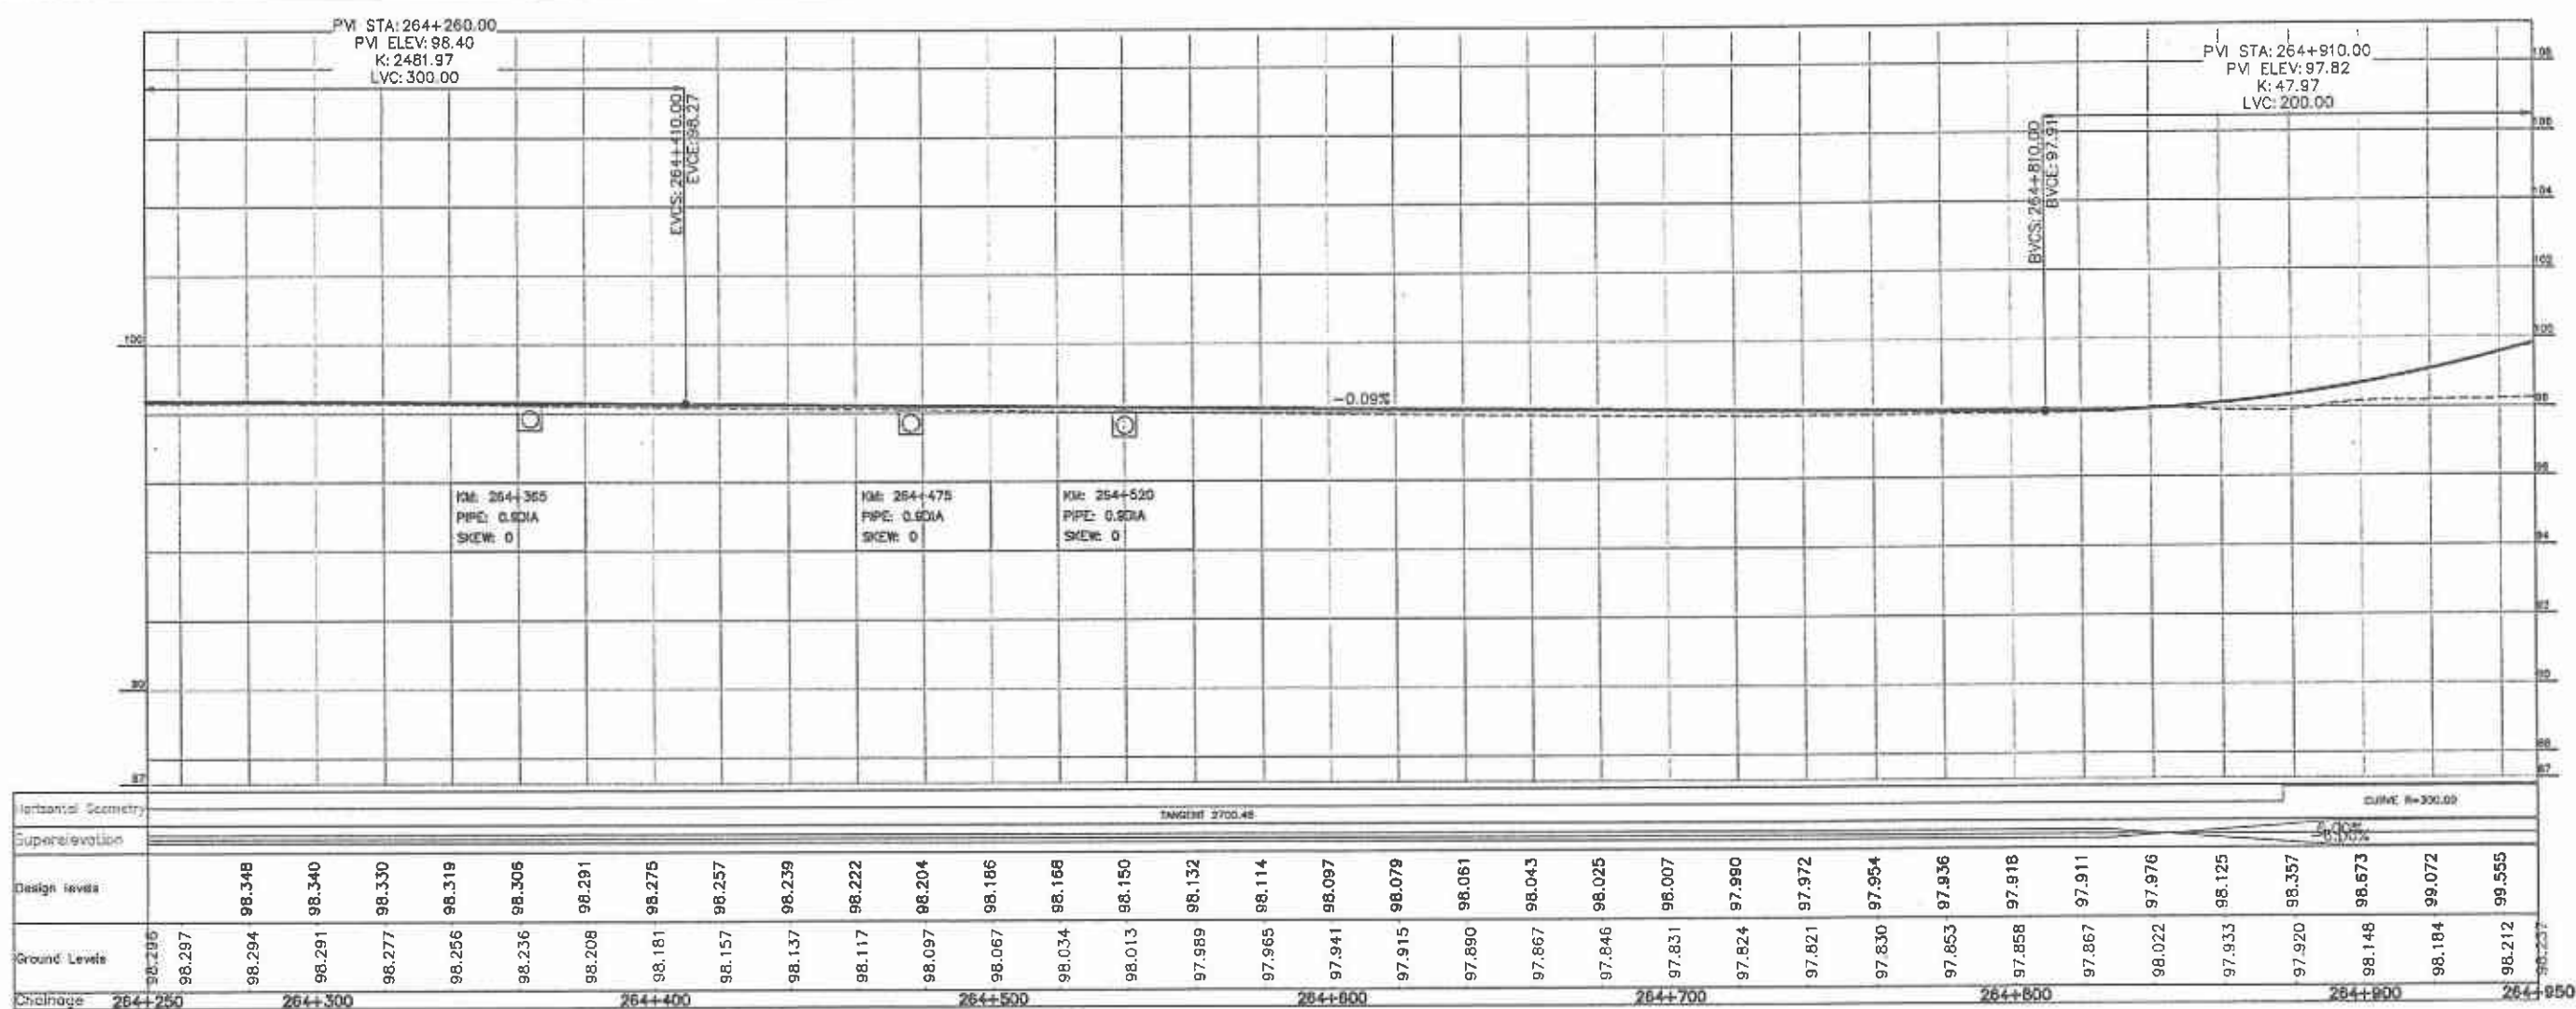 PVI STA: 264+260.00
PVI ELEV: 98.40
K: 2481.97
LVC: 300.00
EVCS: 264+410.00
EVCE: 98.27
PVI STA: 264+910.00
PVI ELEV: 97.82
K: 47.97
LVC: 200.00
BVCS: 264+810.00
BVCE: 97.91
108
106
104
102
100
100
-0.09%
98
96
94
92
90
90
88
87
87
KM: 264+365
PIPE: 0.9DIA
SKEW: 0
KM: 264+475
PIPE: 0.9DIA
SKEW: 0
KM: 264+520
PIPE: 0.9DIA
SKEW: 0
Horizontal Geometry TANGENT 2700.48 CURVE R=300.00
Superelevation
Design levels 98.348 98.340 98.330 98.319 98.306 98.291 98.275 98.257 98.239 98.222 98.204 98.186 98.168 98.150 98.132 98.114 98.097 98.079 98.061 98.043 98.025 98.007 97.990 97.972 97.954 97.936 97.918 97.911 97.976 98.125 98.357 98.673 99.072 99.555
Ground Levels 98.296 98.297 98.294 98.291 98.277 98.256 98.236 98.208 98.181 98.157 98.137 98.117 98.097 98.067 98.034 98.013 97.989 97.965 97.941 97.915 97.890 97.867 97.846 97.831 97.824 97.821 97.830 97.853 97.858 97.867 98.022 97.933 97.920 98.148 98.184 98.212 98.237
Chainage 264+250 264+300 264+400 264+500 264+600 264+700 264+800 264+900 264+950